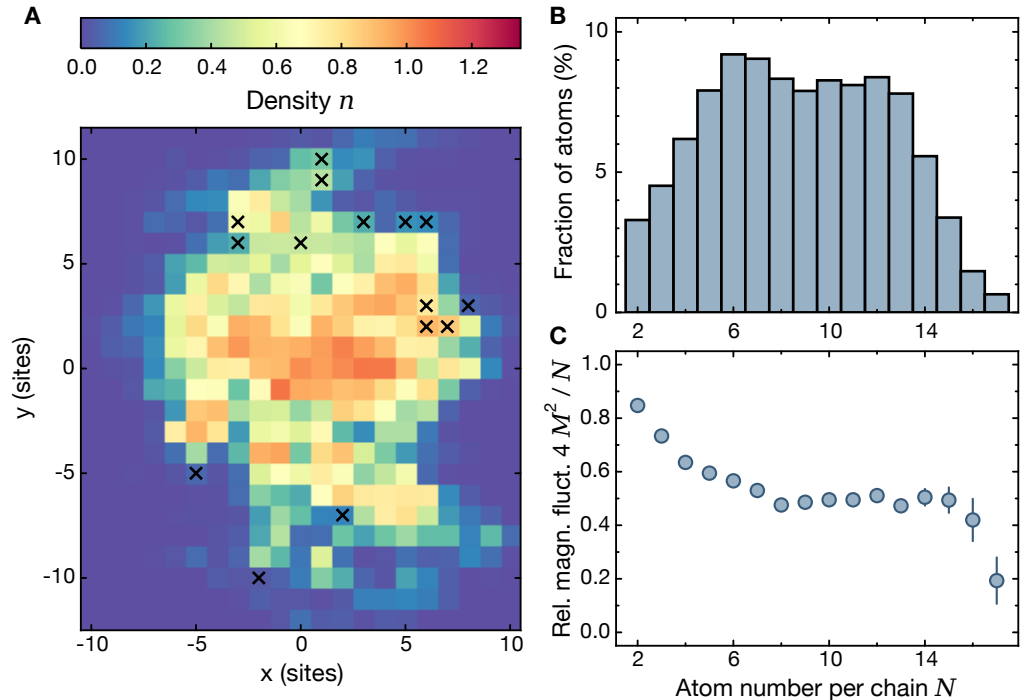 A
0.0 0.2 0.4 0.6 0.8 1.0 1.2
Density n
10
5
0
-5
-10
y (sites)
-10 -5 0 5 10
x (sites)
B
10
5
0
Fraction of atoms (%)
2 6 10 14
C
1.0
0.8
0.6
0.4
0.2
0.0
Rel. magn. fluct. 4 M² / N
2 6 10 14
Atom number per chain N